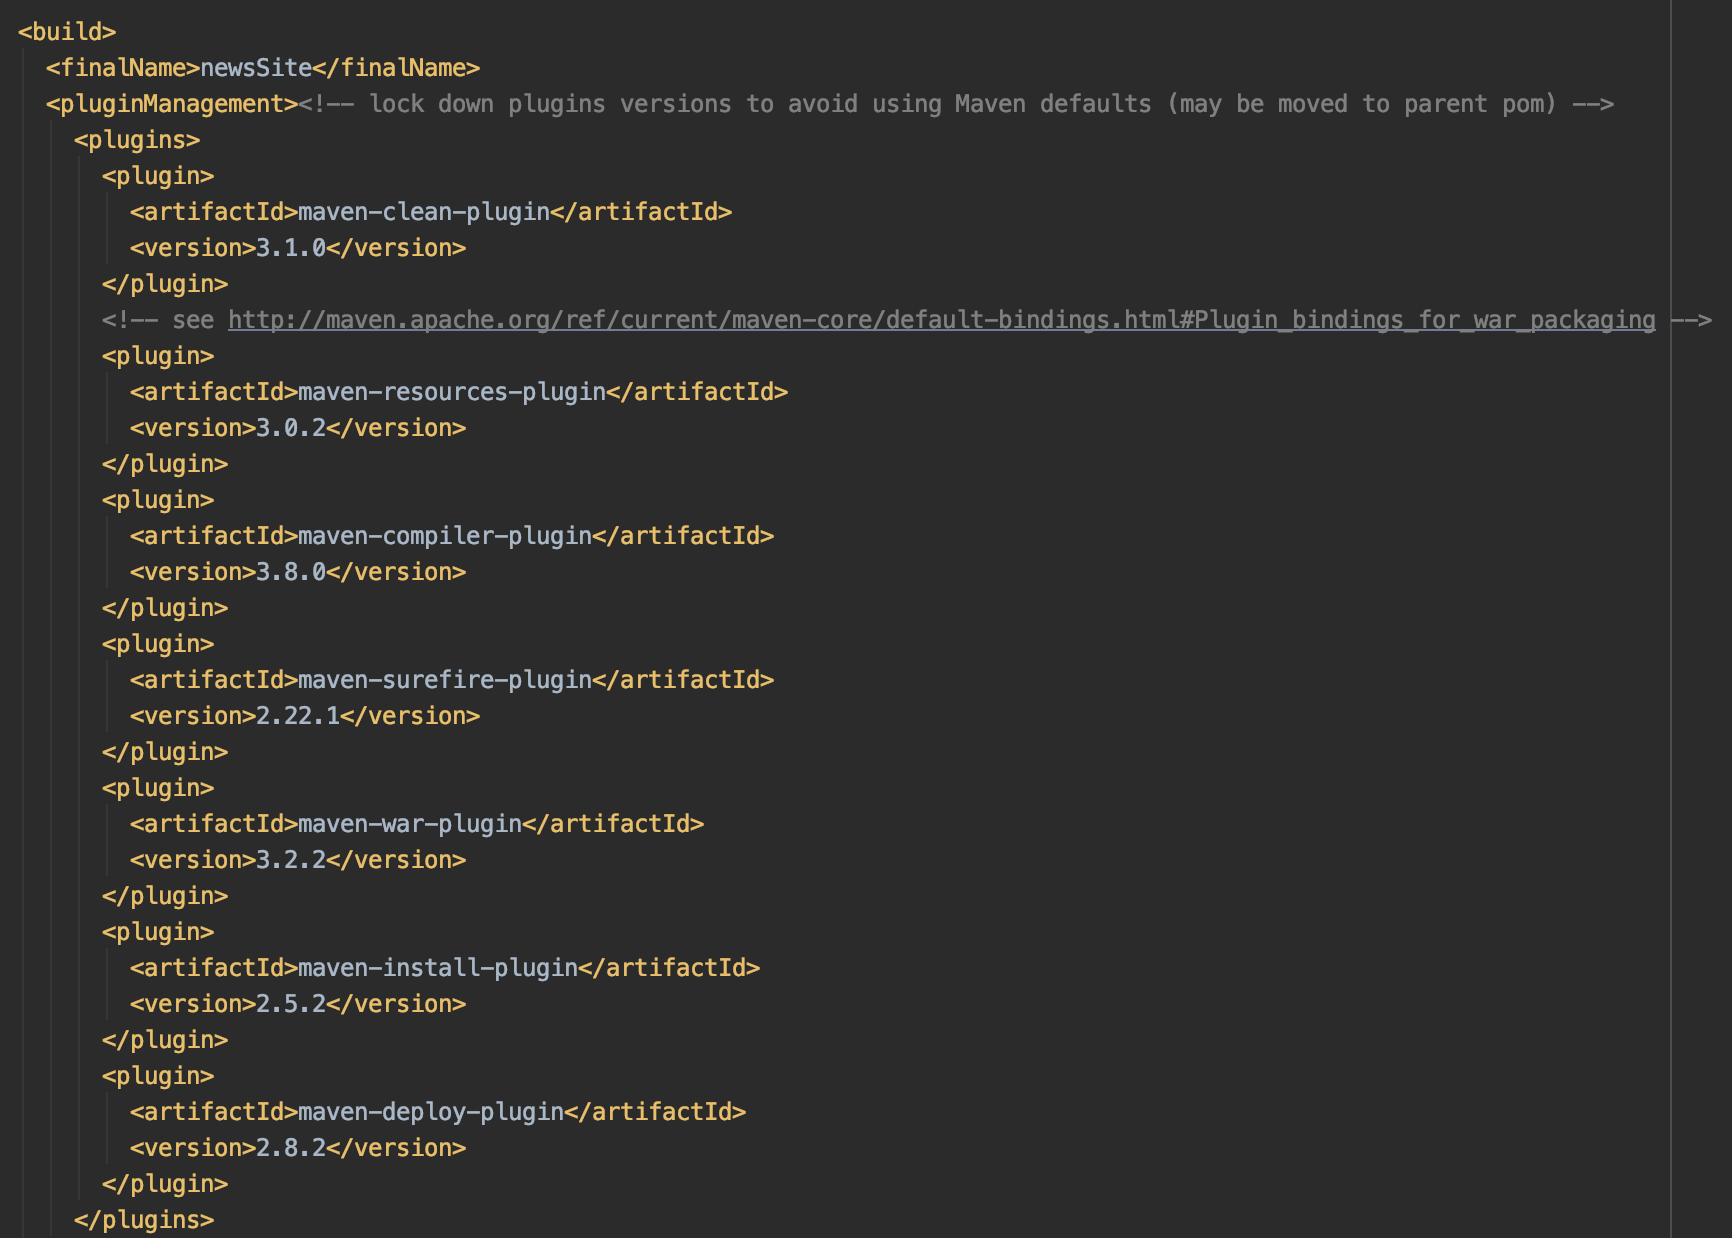 <build>
<finalName>newsSite</finalName>
<pluginManagement><!-- lock down plugins versions to avoid using Maven defaults (may be moved to parent pom) -->
<plugins>
<plugin>
<artifactId>maven-clean-plugin</artifactId>
<version>3.1.0</version>
</plugin>
<!-- see http://maven.apache.org/ref/current/maven-core/default-bindings.html#Plugin_bindings_for_war_packaging -->
<plugin>
<artifactId>maven-resources-plugin</artifactId>
<version>3.0.2</version>
</plugin>
<plugin>
<artifactId>maven-compiler-plugin</artifactId>
<version>3.8.0</version>
</plugin>
<plugin>
<artifactId>maven-surefire-plugin</artifactId>
<version>2.22.1</version>
</plugin>
<plugin>
<artifactId>maven-war-plugin</artifactId>
<version>3.2.2</version>
</plugin>
<plugin>
<artifactId>maven-install-plugin</artifactId>
<version>2.5.2</version>
</plugin>
<plugin>
<artifactId>maven-deploy-plugin</artifactId>
<version>2.8.2</version>
</plugin>
</plugins>